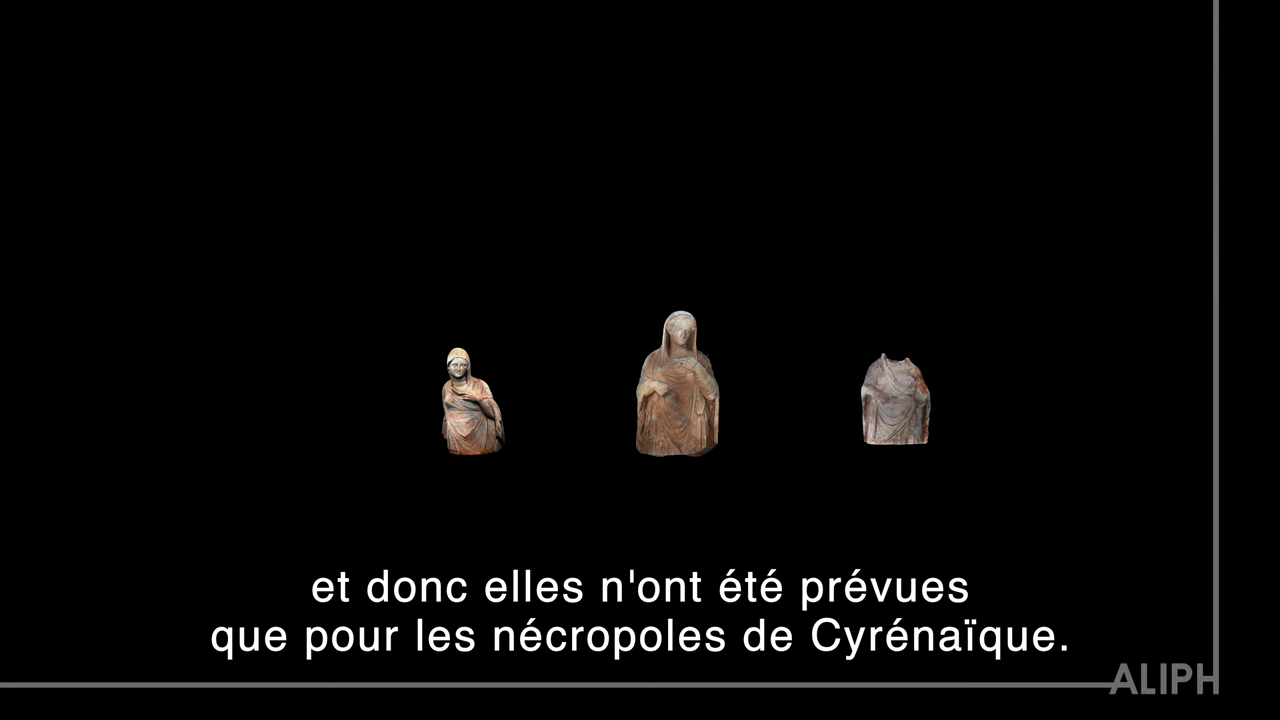 et donc elles n'ont été prévues
que pour les nécropoles de Cyrénaïque.
ALIPH